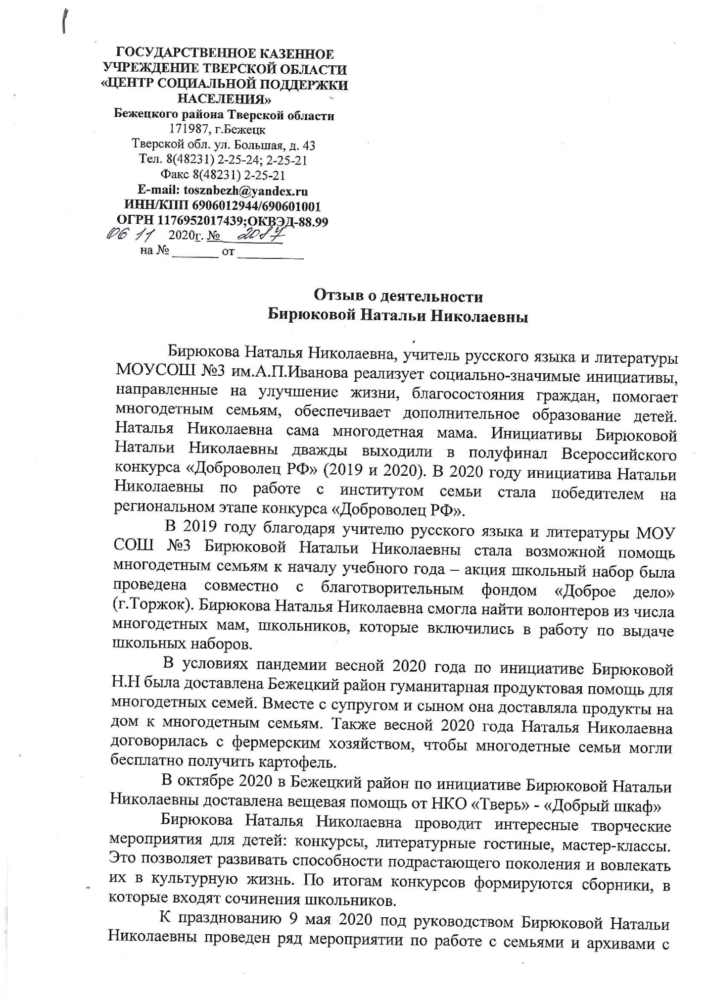 ГОСУДАРСТВЕННОЕ КАЗЕННОЕ
УЧРЕЖДЕНИЕ ТВЕРСКОЙ ОБЛАСТИ
«ЦЕНТР СОЦИАЛЬНОЙ ПОДДЕРЖКИ
НАСЕЛЕНИЯ»
Бежецкого района Тверской области
171987, г.Бежецк
Тверской обл. ул. Большая, д. 43
Тел. 8(48231) 2-25-24; 2-25-21
Факс 8(48231) 2-25-21
E-mail: tosznbezh@yandex.ru
ИНН/КПП 6906012944/690601001
ОГРН 1176952017439;ОКВЭД-88.99
06 11 2020г. № 2087
на № _______ от __________
Отзыв о деятельности
Бирюковой Натальи Николаевны
Бирюкова Наталья Николаевна, учитель русского языка и литературы
МОУСОШ №3 им.А.П.Иванова реализует социально-значимые инициативы,
направленные на улучшение жизни, благосостояния граждан, помогает
многодетным семьям, обеспечивает дополнительное образование детей.
Наталья Николаевна сама многодетная мама. Инициативы Бирюковой
Натальи Николаевны дважды выходили в полуфинал Всероссийского
конкурса «Доброволец РФ» (2019 и 2020). В 2020 году инициатива Натальи
Николаевны по работе с институтом семьи стала победителем на
региональном этапе конкурса «Доброволец РФ».
В 2019 году благодаря учителю русского языка и литературы МОУ
СОШ №3 Бирюковой Натальи Николаевны стала возможной помощь
многодетным семьям к началу учебного года – акция школьный набор была
проведена совместно с благотворительным фондом «Доброе дело»
(г.Торжок). Бирюкова Наталья Николаевна смогла найти волонтеров из числа
многодетных мам, школьников, которые включились в работу по выдаче
школьных наборов.
В условиях пандемии весной 2020 года по инициативе Бирюковой
Н.Н была доставлена Бежецкий район гуманитарная продуктовая помощь для
многодетных семей. Вместе с супругом и сыном она доставляла продукты на
дом к многодетным семьям. Также весной 2020 года Наталья Николаевна
договорилась с фермерским хозяйством, чтобы многодетные семьи могли
бесплатно получить картофель.
В октябре 2020 в Бежецкий район по инициативе Бирюковой Натальи
Николаевны доставлена вещевая помощь от НКО «Тверь» - «Добрый шкаф»
Бирюкова Наталья Николаевна проводит интересные творческие
мероприятия для детей: конкурсы, литературные гостиные, мастер-классы.
Это позволяет развивать способности подрастающего поколения и вовлекать
их в культурную жизнь. По итогам конкурсов формируются сборники, в
которые входят сочинения школьников.
К празднованию 9 мая 2020 под руководством Бирюковой Натальи
Николаевны проведен ряд мероприятии по работе с семьями и архивами с